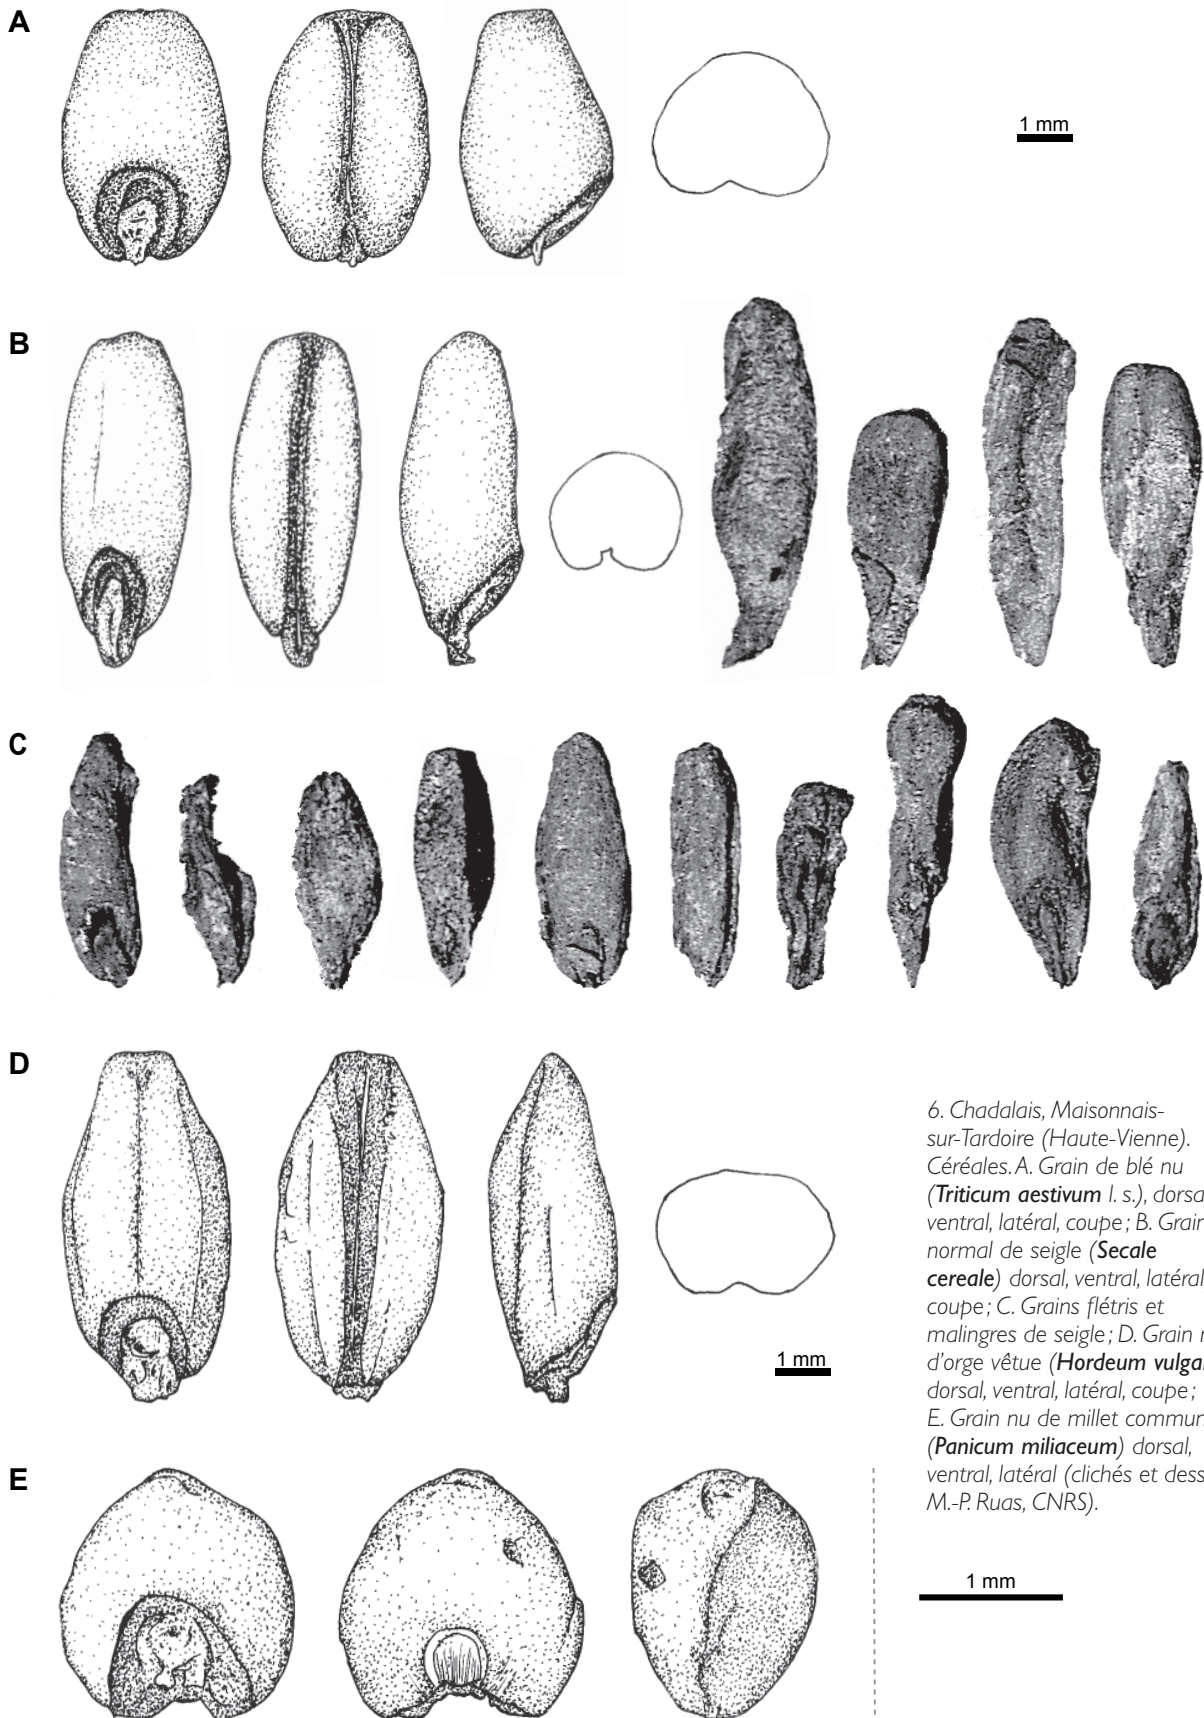 A
1 mm
B
C
D
1 mm
6. Chadalais, Maisonnais-
sur-Tardoire (Haute-Vienne).
Céréales. A. Grain de blé nu
(Triticum aestivum l. s.), dorsa
ventral, latéral, coupe ; B. Grain
normal de seigle (Secale
cereale) dorsal, ventral, latéral
coupe ; C. Grains flétris et
malingres de seigle ; D. Grain
d'orge vêtue (Hordeum vulga
dorsal, ventral, latéral, coupe ;
E. Grain nu de millet commun
(Panicum miliaceum) dorsal,
ventral, latéral (clichés et dess
M.-P. Ruas, CNRS).
E
1 mm